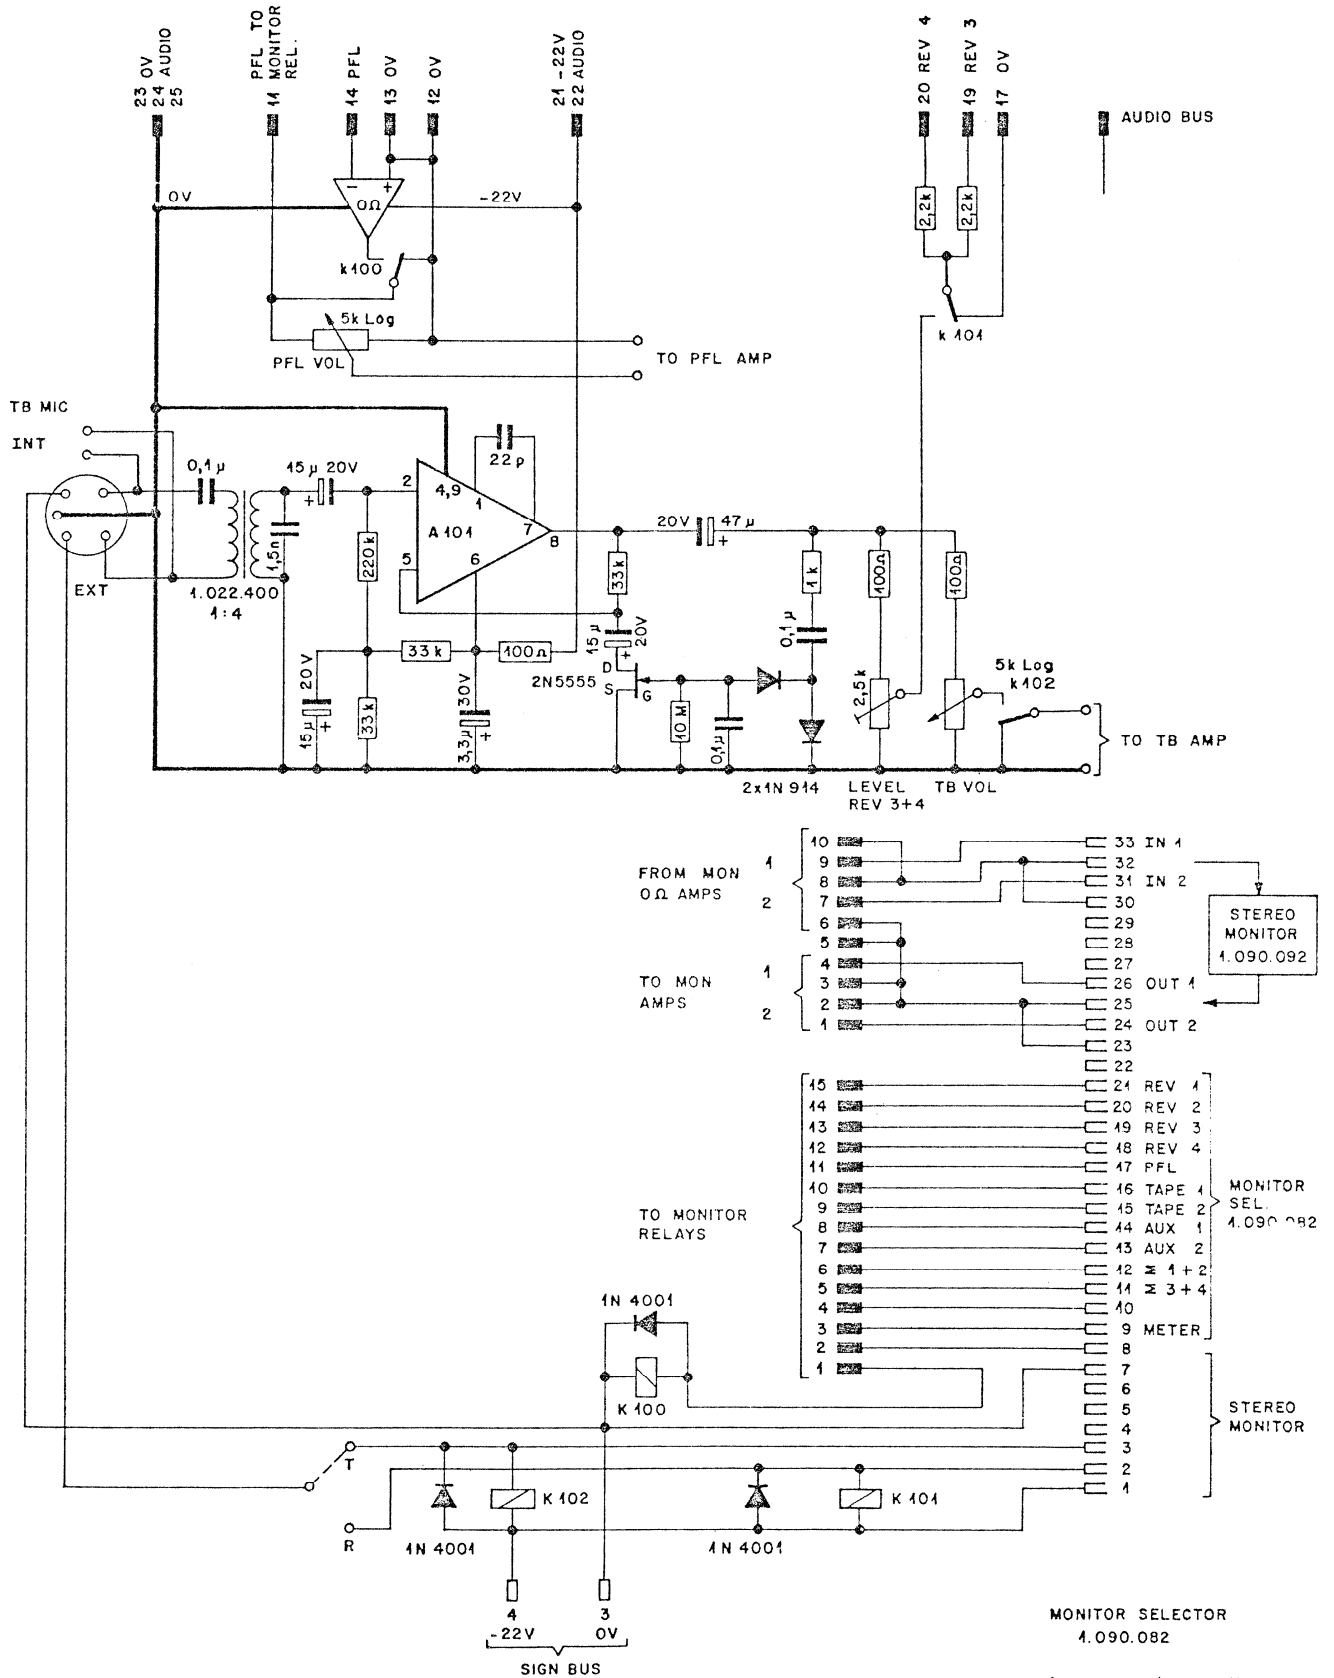 23 0V
24 AUDIO
25
11 PFL TO
MONITOR
REL.
14 PFL
13 0V
12 0V
21 -22V
22 AUDIO
20 REV 4
19 REV 3
17 0V
AUDIO BUS
0V
-
+
0Ω
-22V
k100
2,2k
2,2k
k 101
5k Log
PFL VOL
TO PFL AMP
TB MIC
INT
EXT
0,1µ
1.022.400
1:4
15µ 20V
+
1,5n
220k
2
4,9
1
22p
7
8
A101
5
6
33k
100Ω
20V
15µ
+
33k
30V
3,3µ
+
33k
15µ
20V
+
D
2N5555
S
G
20V
47µ
+
10M
0,1µ
1k
0,1µ
2x1N914
100Ω
2,5k
LEVEL
REV 3+4
100Ω
5k Log
k102
TB VOL
TO TB AMP
FROM MON
0Ω AMPS
1
2
10
9
8
7
6
5
TO MON
AMPS
1
2
4
3
2
1
33 IN 1
32
31 IN 2
30
29
28
27
26 OUT 1
25
24 OUT 2
23
22
STEREO
MONITOR
1.090.092
TO MONITOR
RELAYS
15
14
13
12
11
10
9
8
7
6
5
4
3
2
1
21 REV 1
20 REV 2
19 REV 3
18 REV 4
17 PFL
16 TAPE 1
15 TAPE 2
14 AUX 1
13 AUX 2
12 Σ 1+2
11 Σ 3+4
10
9 METER
8
7
6
5
4
3
2
1
MONITOR
SEL.
STEREO
MONITOR
1N 4001
K 100
T
R
K 102
1N 4001
K 101
1N 4001
4
-22V
3
0V
SIGN BUS
MONITOR SELECTOR
1.090.082